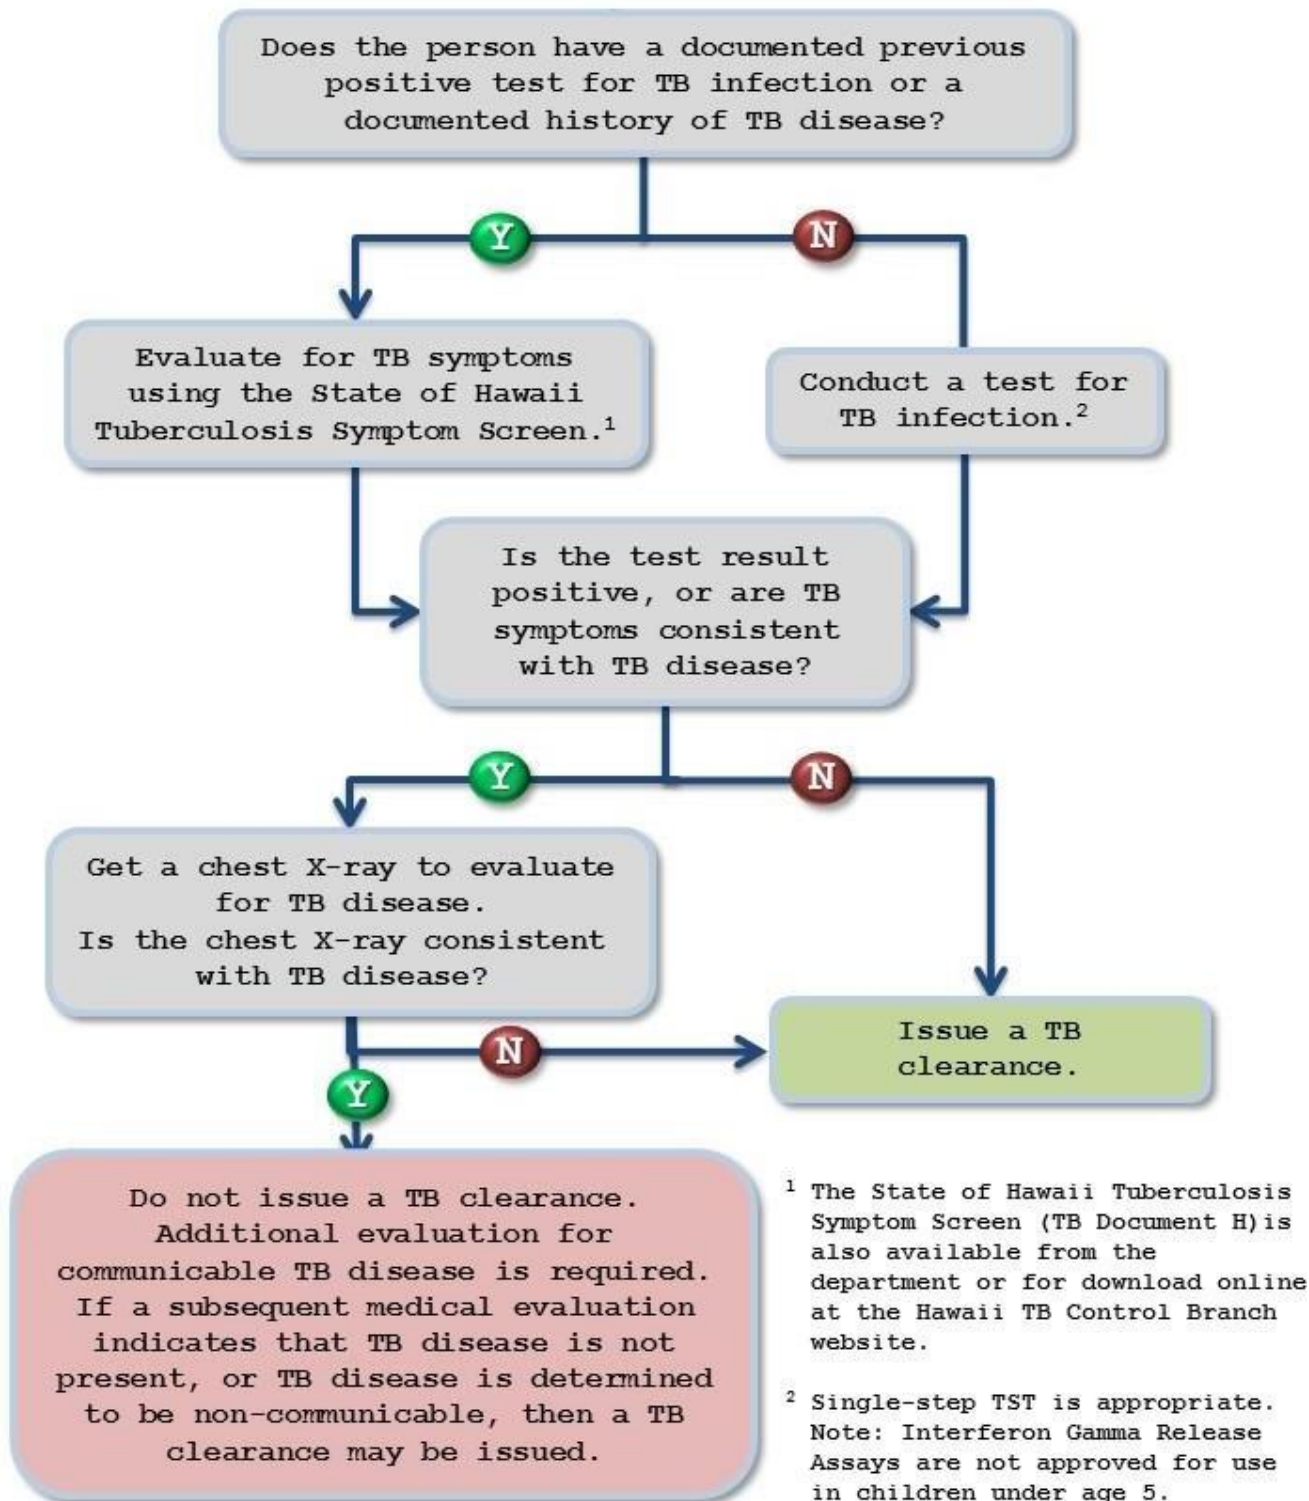 Does the person have a documented previous
positive test for TB infection or a
documented history of TB disease?
Y
N
Evaluate for TB symptoms
using the State of Hawaii
Tuberculosis Symptom Screen.¹
Conduct a test for
TB infection.²
Is the test result
positive, or are TB
symptoms consistent
with TB disease?
Y
N
Get a chest X-ray to evaluate
for TB disease.
Is the chest X-ray consistent
with TB disease?
N
Y
Issue a TB
clearance.
Do not issue a TB clearance.
Additional evaluation for
communicable TB disease is required.
If a subsequent medical evaluation
indicates that TB disease is not
present, or TB disease is determined
to be non-communicable, then a TB
clearance may be issued.
¹ The State of Hawaii Tuberculosis
Symptom Screen (TB Document H)is
also available from the
department or for download online
at the Hawaii TB Control Branch
website.
² Single-step TST is appropriate.
Note: Interferon Gamma Release
Assays are not approved for use
in children under age 5.